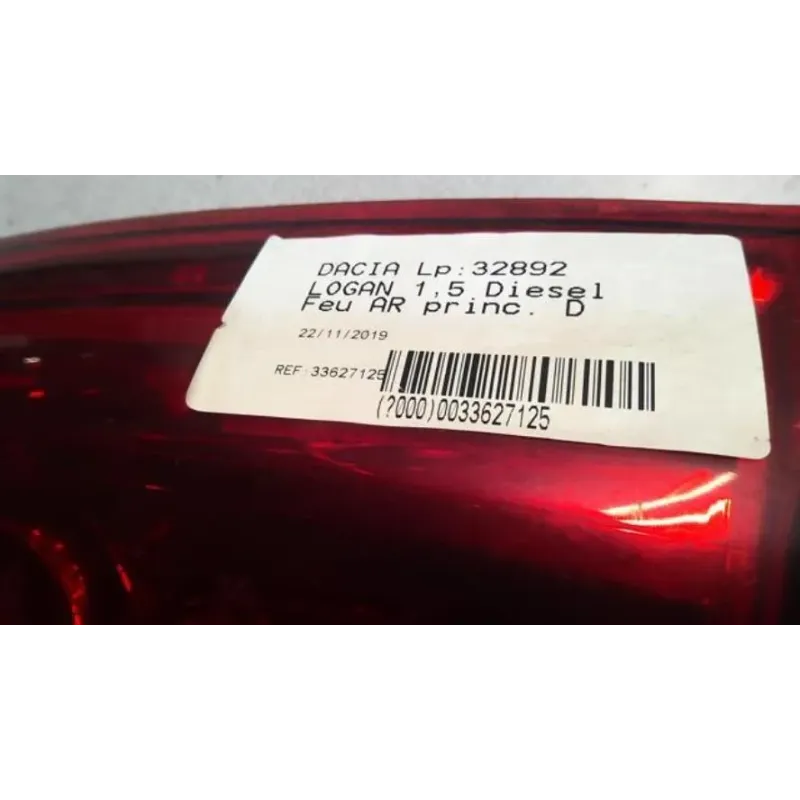 DACIA Lp:32892
LOGAN 1,5 Diesel
Feu AR princ. D
22/11/2019
REF:33627125
(?000)0033627125